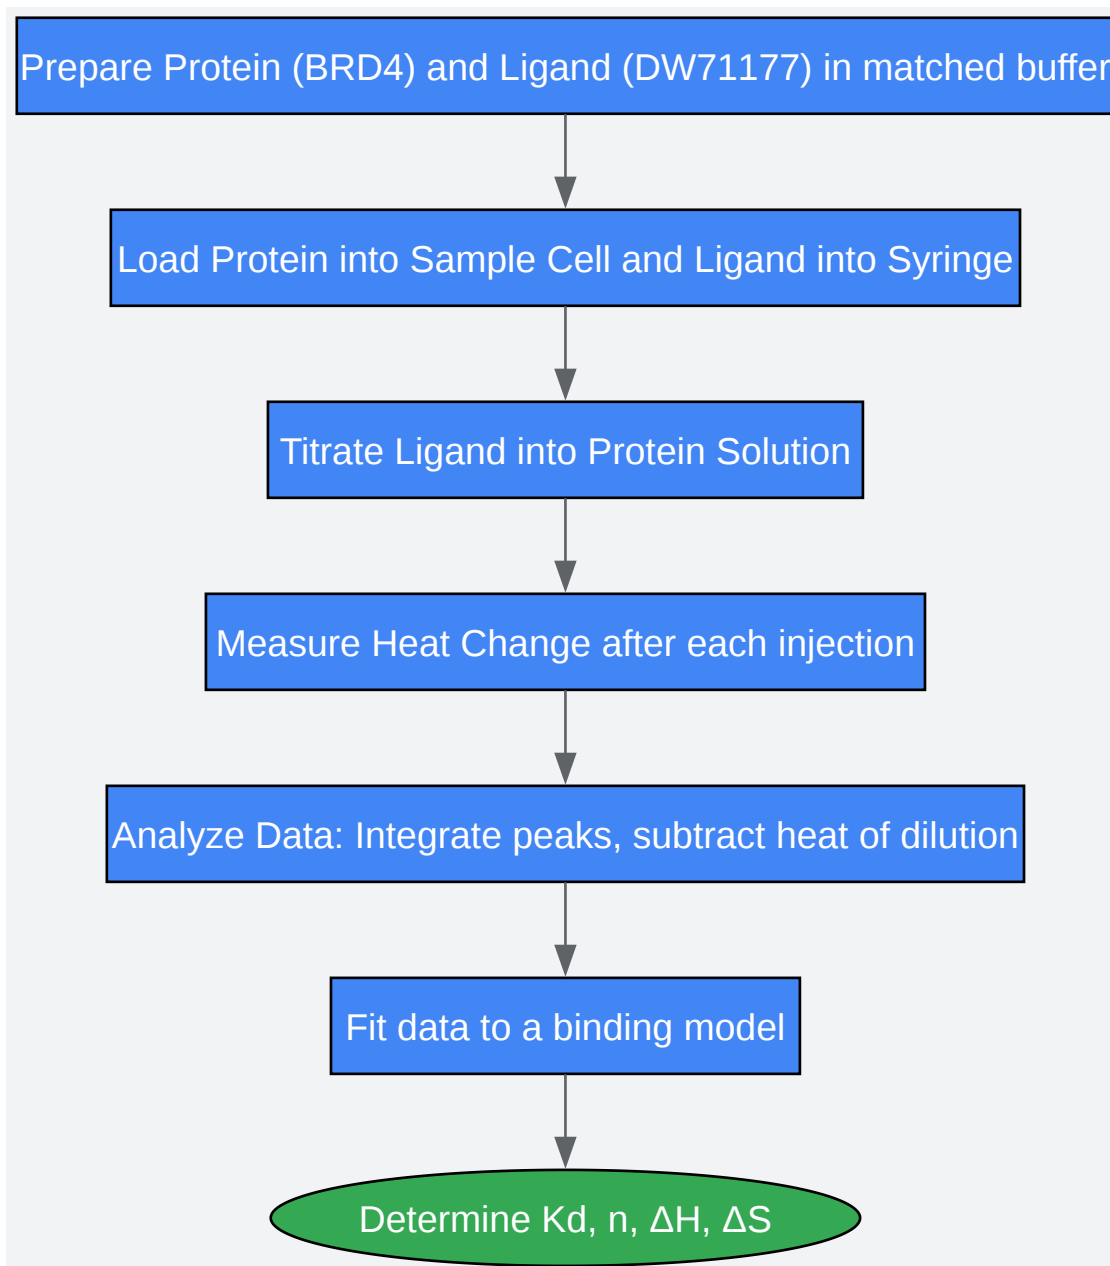 Prepare Protein (BRD4) and Ligand (DW71177) in matched buffer
Load Protein into Sample Cell and Ligand into Syringe
Titrate Ligand into Protein Solution
Measure Heat Change after each injection
Analyze Data: Integrate peaks, subtract heat of dilution
Fit data to a binding model
Determine Kd, n, ΔH, ΔS